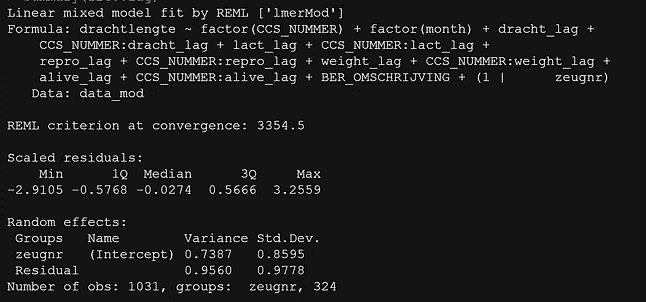 Linear mixed model fit by REML ['lmerMod']
Formula: drachtlengte ~ factor(CCS_NUMMER) + factor(month) + dracht_lag +
    CCS_NUMMER:dracht_lag + lact_lag + CCS_NUMMER:lact_lag +
    repro_lag + CCS_NUMMER:repro_lag + weight_lag + CCS_NUMMER:weight_lag +
    alive_lag + CCS_NUMMER:alive_lag + BER_OMSCHRIJVING + (1 |      zeugnr)
   Data: data_mod

REML criterion at convergence: 3354.5

Scaled residuals:
    Min      1Q  Median      3Q     Max
-2.9105 -0.5768 -0.0274  0.5666  3.2559

Random effects:
 Groups   Name        Variance Std.Dev.
 zeugnr   (Intercept) 0.7387   0.8595
 Residual             0.9560   0.9778
Number of obs: 1031, groups:  zeugnr, 324